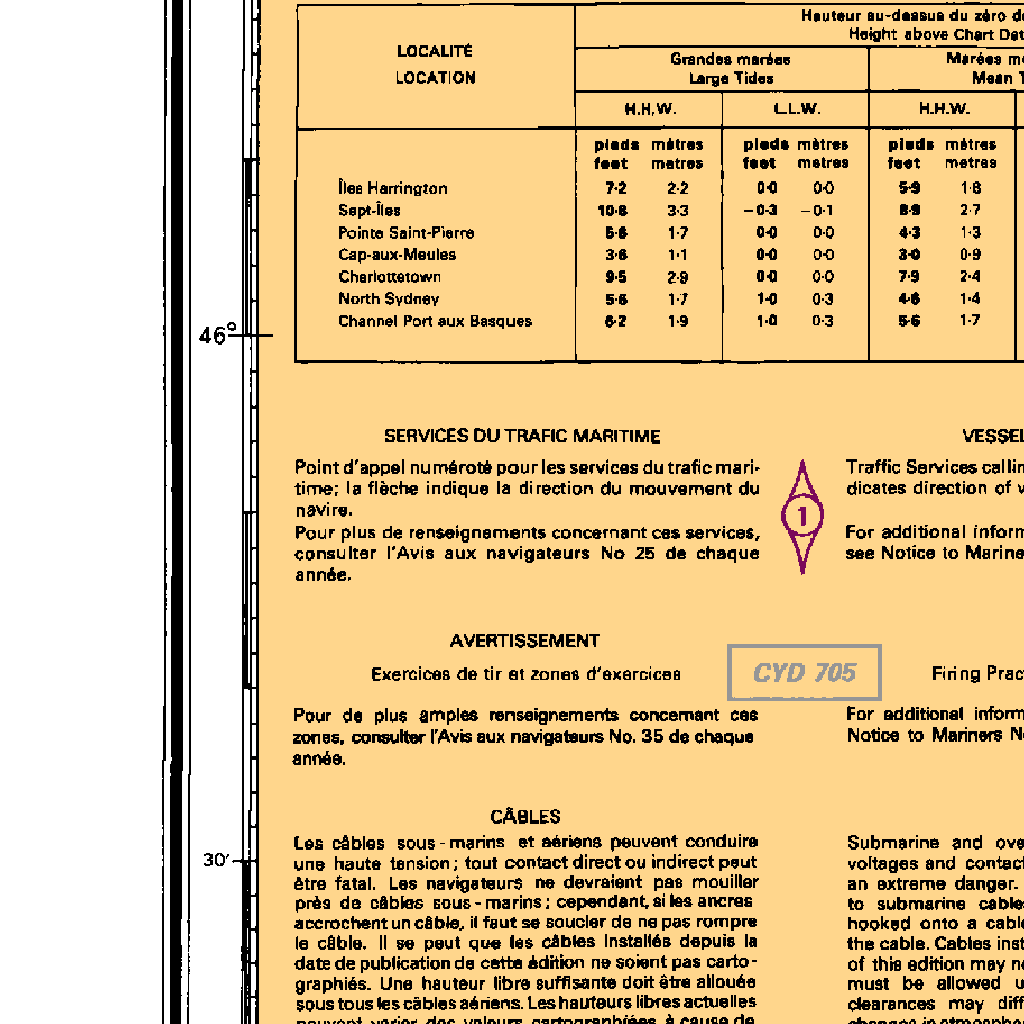 Hauteur au-dessus du zéro d
Height above Chart Dat
LOCALITÉ
LOCATION
Grandes marées
Large Tides
Marées m
Mean T
H.H.W. L.L.W. H.H.W.
pieds mètres pieds mètres pieds mètres
feet metres feet metres feet metres
Îles Harrington 7·2 2·2 0·0 0·0 5·9 1·8
Sept-Îles 10·8 3·3 −0·3 −0·1 8·9 2·7
Pointe Saint-Pierre 5·6 1·7 0·0 0·0 4·3 1·3
Cap-aux-Meules 3·6 1·1 0·0 0·0 3·0 0·9
Charlottetown 9·5 2·9 0·0 0·0 7·9 2·4
North Sydney 5·6 1·7 1·0 0·3 4·6 1·4
Channel Port aux Basques 6·2 1·9 1·0 0·3 5·6 1·7
46°
SERVICES DU TRAFIC MARITIME
Point d'appel numéroté pour les services du trafic mari-
time; la flèche indique la direction du mouvement du
navire.
Pour plus de renseignements concernant ces services,
consulter l'Avis aux navigateurs No 25 de chaque
année.
1
VESSEL
Traffic Services callin
dicates direction of v
For additional inform
see Notice to Marine
AVERTISSEMENT
Exercices de tir et zones d'exercices
CYD 705
Firing Prac
Pour de plus amples renseignements concernant ces
zones, consulter l'Avis aux navigateurs No. 35 de chaque
année.
For additional inform
Notice to Mariners N
CÂBLES
30′
Les câbles sous-marins et aériens peuvent conduire
une haute tension; tout contact direct ou indirect peut
être fatal. Les navigateurs ne devraient pas mouiller
près de câbles sous-marins; cependant, si les ancres
accrochent un câble, il faut se soucier de ne pas rompre
le câble. Il se peut que les câbles installés depuis la
date de publication de cette édition ne soient pas carto-
graphiés. Une hauteur libre suffisante doit être allouée
sous tous les câbles aériens. Les hauteurs libres actuelles
peuvent varier des valeurs cartographiées à cause de
Submarine and ove
voltages and contact
an extreme danger.
to submarine cable
hooked onto a cable
the cable. Cables inst
of this edition may n
must be allowed u
clearances may diff
changes in atmosphe